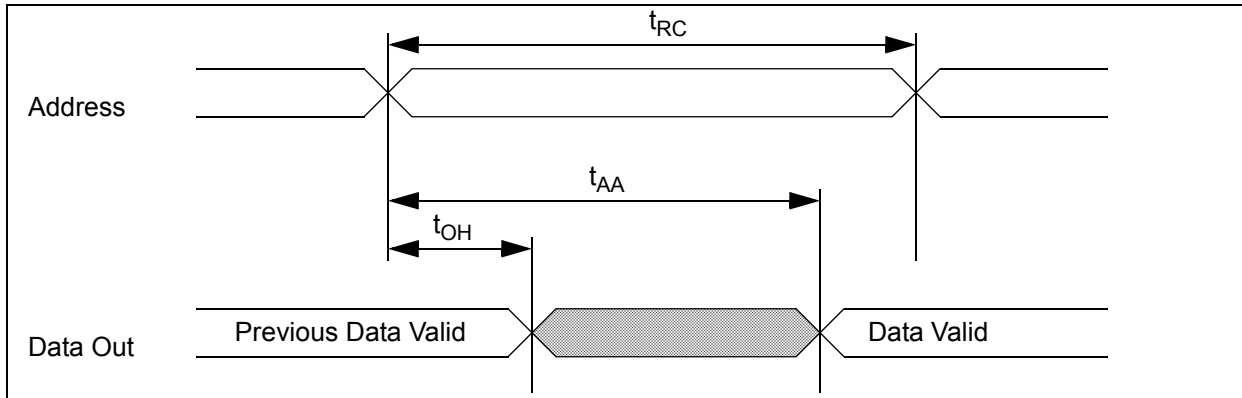 tRC
Address
tAA
tOH
Previous Data Valid
Data Valid
Data Out